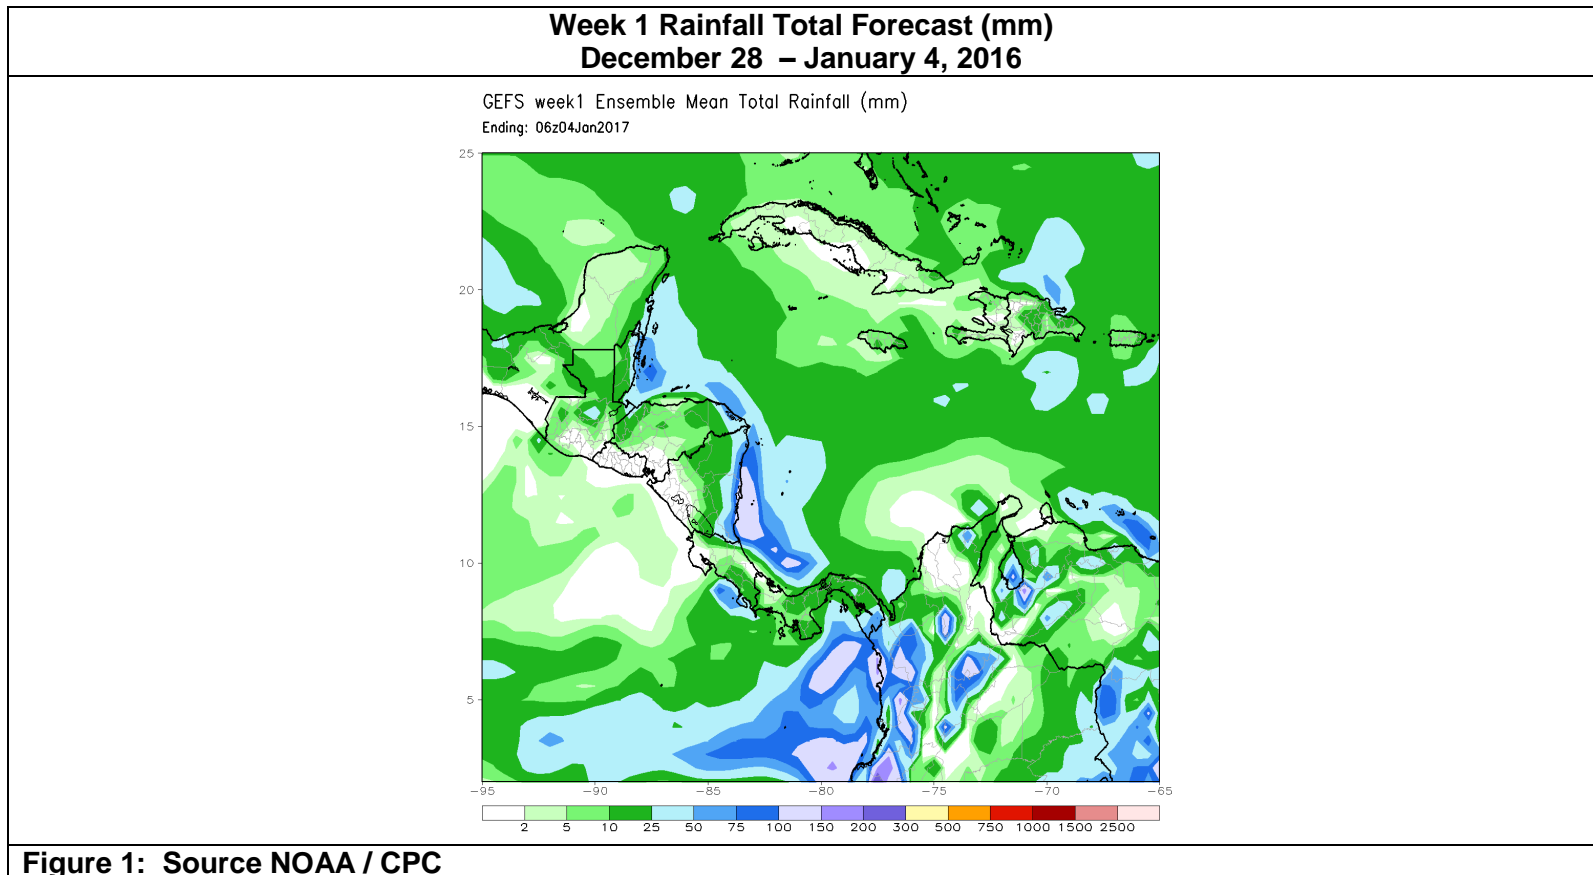 Week 1 Rainfall Total Forecast (mm)
December 28 – January 4, 2016
GEFS week1 Ensemble Mean Total Rainfall (mm)
Ending: 06z04Jan2017
25
20
15
10
5
-95 -90 -85 -80 -75 -70 -65
2 5 10 25 50 75 100 150 200 300 500 750 1000 1500 2500
Figure 1: Source NOAA / CPC